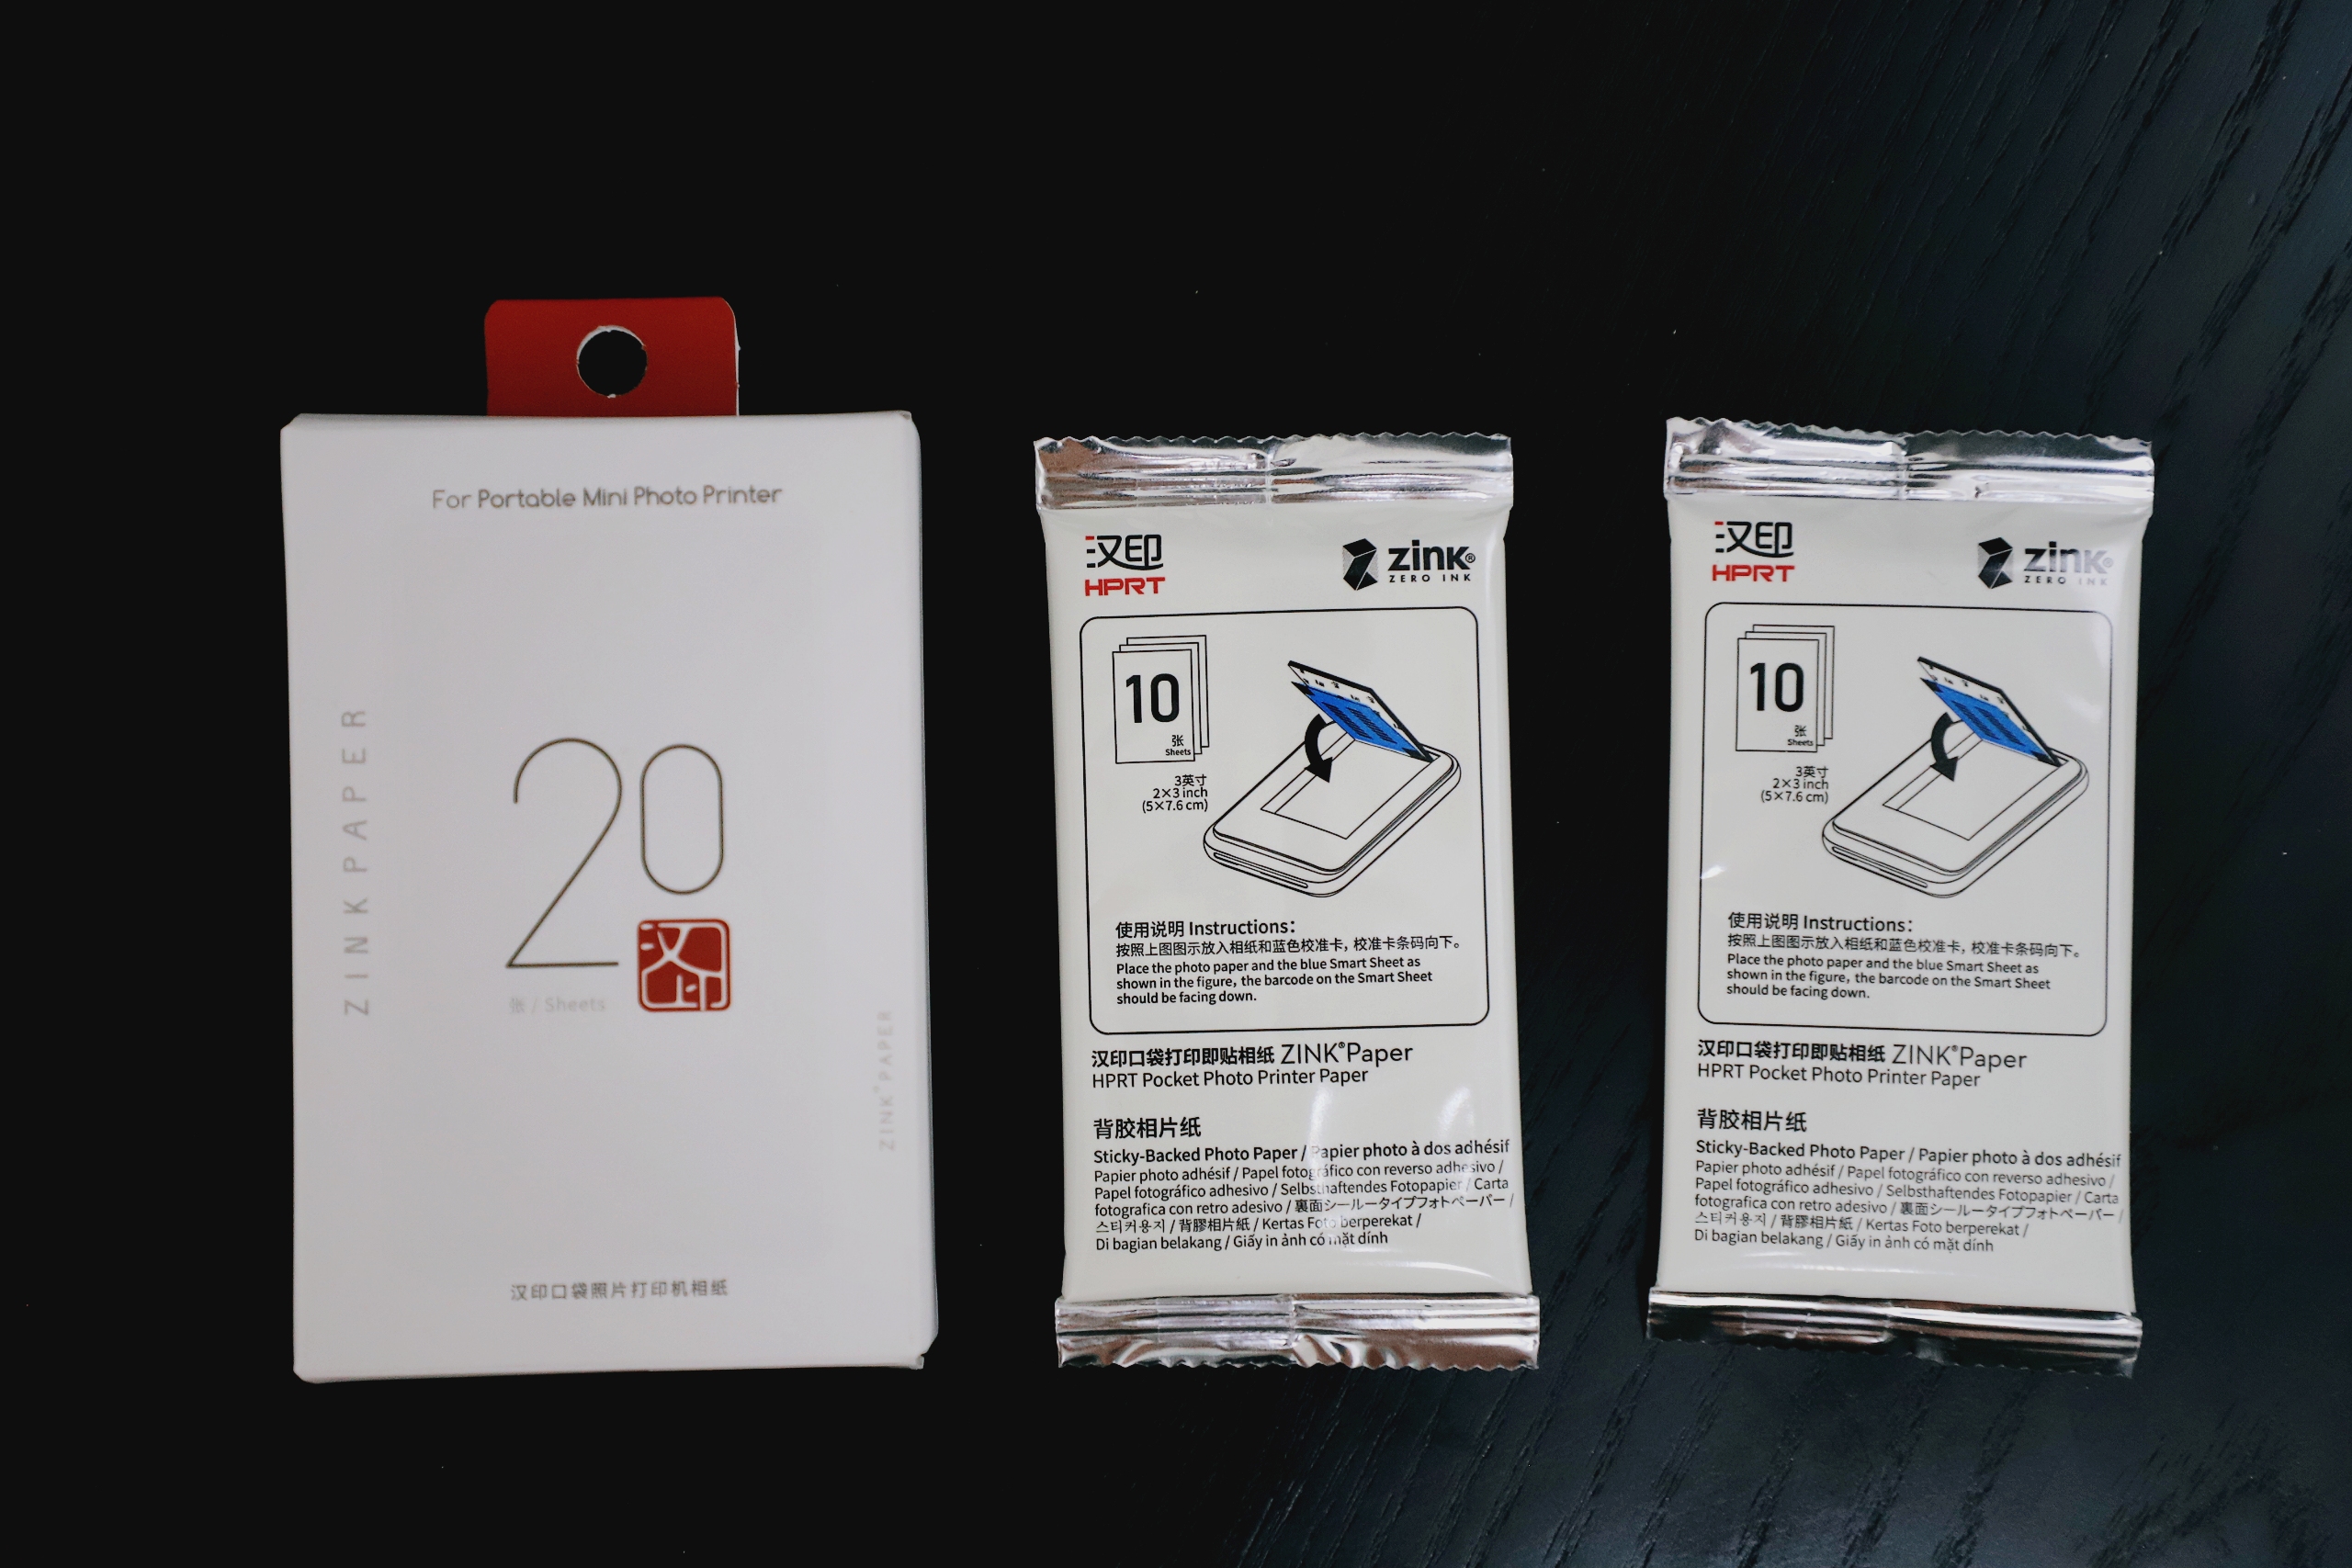 For Portable Mini Photo Printer
ZINKPAPER
20
张 / Sheets
汉印
ZINK®PAPER
汉印口袋照片打印机相纸
汉印
HPRT
zink®
ZERO INK
10
张
Sheets
3英寸
2×3 inch
(5×7.6 cm)
使用说明 Instructions:
按照上图图示放入相纸和蓝色校准卡, 校准卡条码向下。
Place the photo paper and the blue Smart Sheet as
shown in the figure, the barcode on the Smart Sheet
should be facing down.
汉印口袋打印即贴相纸 ZINK®Paper
HPRT Pocket Photo Printer Paper
背胶相片纸
Sticky-Backed Photo Paper / Papier photo à dos adhésif
Papier photo adhésif / Papel fotográfico con reverso adhesivo /
Papel fotográfico adhesivo / Selbsthaftendes Fotopapier / Carta
fotografica con retro adesivo / 裏面シールータイプフォトペーパー /
스티커용지 / 背膠相片紙 / Kertas Foto berperekat /
Di bagian belakang / Giấy in ảnh có mặt dính
汉印
HPRT
zink®
ZERO INK
10
张
Sheets
3英寸
2×3 inch
(5×7.6 cm)
使用说明 Instructions:
按照上图图示放入相纸和蓝色校准卡, 校准卡条码向下。
Place the photo paper and the blue Smart Sheet as
shown in the figure, the barcode on the Smart Sheet
should be facing down.
汉印口袋打印即贴相纸 ZINK®Paper
HPRT Pocket Photo Printer Paper
背胶相片纸
Sticky-Backed Photo Paper / Papier photo à dos adhésif
Papier photo adhésif / Papel fotográfico con reverso adhesivo /
Papel fotográfico adhesivo / Selbsthaftendes Fotopapier / Carta
fotografica con retro adesivo / 裏面シールータイプフォトペーパー /
스티커용지 / 背膠相片紙 / Kertas Foto berperekat /
Di bagian belakang / Giấy in ảnh có mặt dính